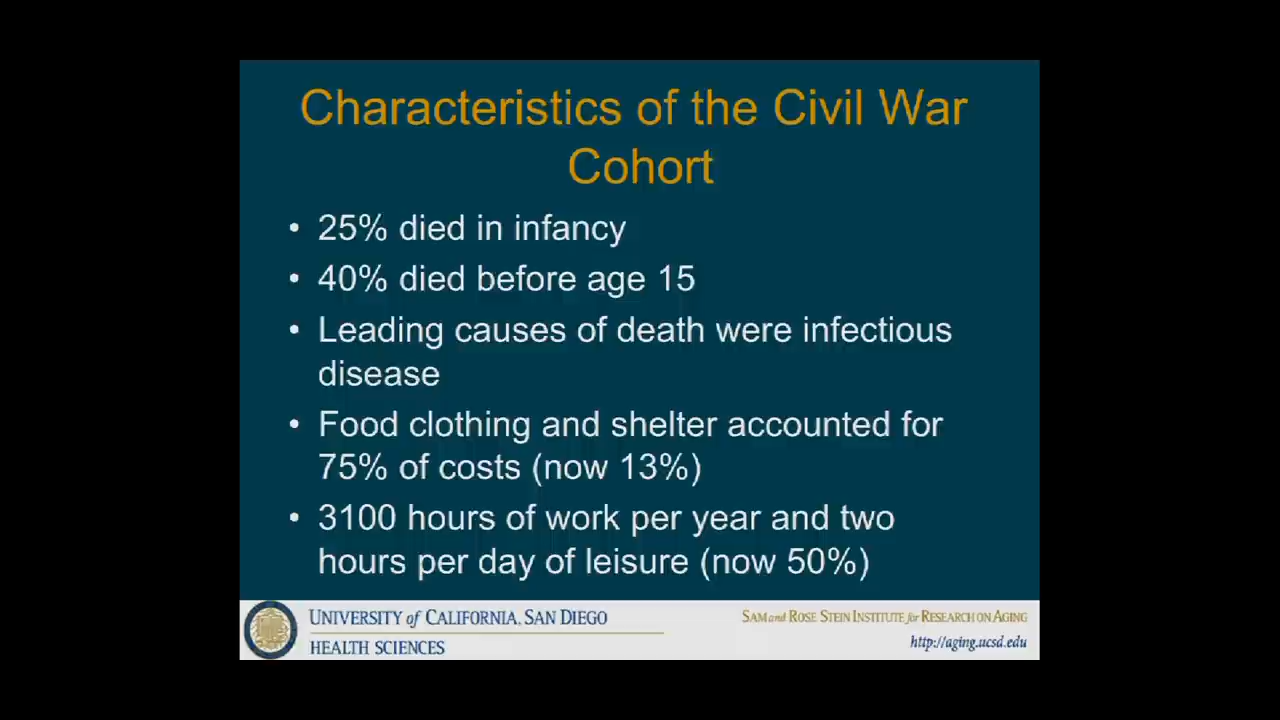 Characteristics of the Civil War
Cohort
• 25% died in infancy
• 40% died before age 15
• Leading causes of death were infectious
disease
• Food clothing and shelter accounted for
75% of costs (now 13%)
• 3100 hours of work per year and two
hours per day of leisure (now 50%)
UNIVERSITY of CALIFORNIA, SAN DIEGO
HEALTH SCIENCES
SAM and ROSE STEIN INSTITUTE for RESEARCH ON AGING
http://aging.ucsd.edu